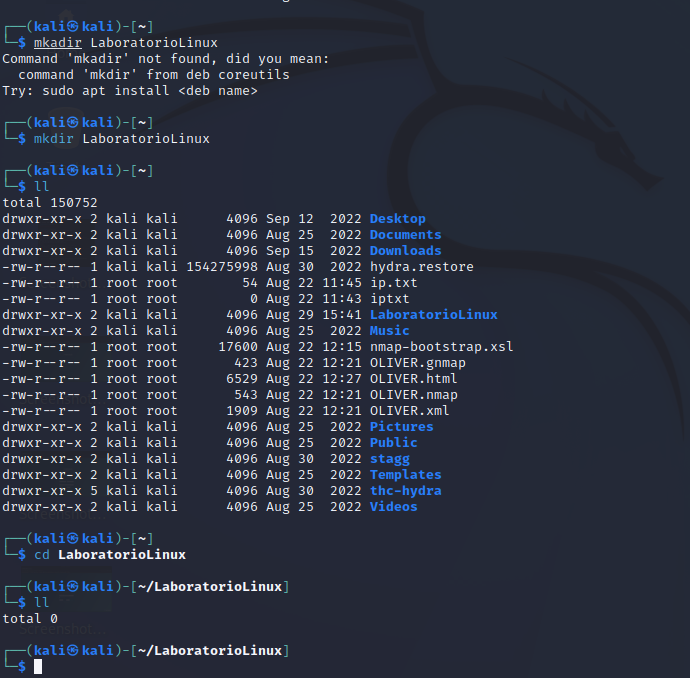 ┌──(kali㉿kali)-[~]
└─$ mkadir LaboratorioLinux
Command 'mkadir' not found, did you mean:
  command 'mkdir' from deb coreutils
Try: sudo apt install <deb name>
┌──(kali㉿kali)-[~]
└─$ mkdir LaboratorioLinux
┌──(kali㉿kali)-[~]
└─$ ll
total 150752
drwxr-xr-x 2 kali kali      4096 Sep 12  2022 Desktop
drwxr-xr-x 2 kali kali      4096 Aug 25  2022 Documents
drwxr-xr-x 2 kali kali      4096 Sep 15  2022 Downloads
-rw-r--r-- 1 kali kali 154275998 Aug 30  2022 hydra.restore
-rw-r--r-- 1 root root        54 Aug 22 11:45 ip.txt
-rw-r--r-- 1 root root         0 Aug 22 11:43 iptxt
drwxr-xr-x 2 kali kali      4096 Aug 29 15:41 LaboratorioLinux
drwxr-xr-x 2 kali kali      4096 Aug 25  2022 Music
-rw-r--r-- 1 root root     17600 Aug 22 12:15 nmap-bootstrap.xsl
-rw-r--r-- 1 root root       423 Aug 22 12:21 OLIVER.gnmap
-rw-r--r-- 1 root root      6529 Aug 22 12:27 OLIVER.html
-rw-r--r-- 1 root root       543 Aug 22 12:21 OLIVER.nmap
-rw-r--r-- 1 root root      1909 Aug 22 12:21 OLIVER.xml
drwxr-xr-x 2 kali kali      4096 Aug 25  2022 Pictures
drwxr-xr-x 2 kali kali      4096 Aug 25  2022 Public
drwxr-xr-x 2 kali kali      4096 Aug 30  2022 stagg
drwxr-xr-x 2 kali kali      4096 Aug 25  2022 Templates
drwxr-xr-x 5 kali kali      4096 Aug 30  2022 thc-hydra
drwxr-xr-x 2 kali kali      4096 Aug 25  2022 Videos
┌──(kali㉿kali)-[~]
└─$ cd LaboratorioLinux
┌──(kali㉿kali)-[~/LaboratorioLinux]
└─$ ll
total 0
┌──(kali㉿kali)-[~/LaboratorioLinux]
└─$